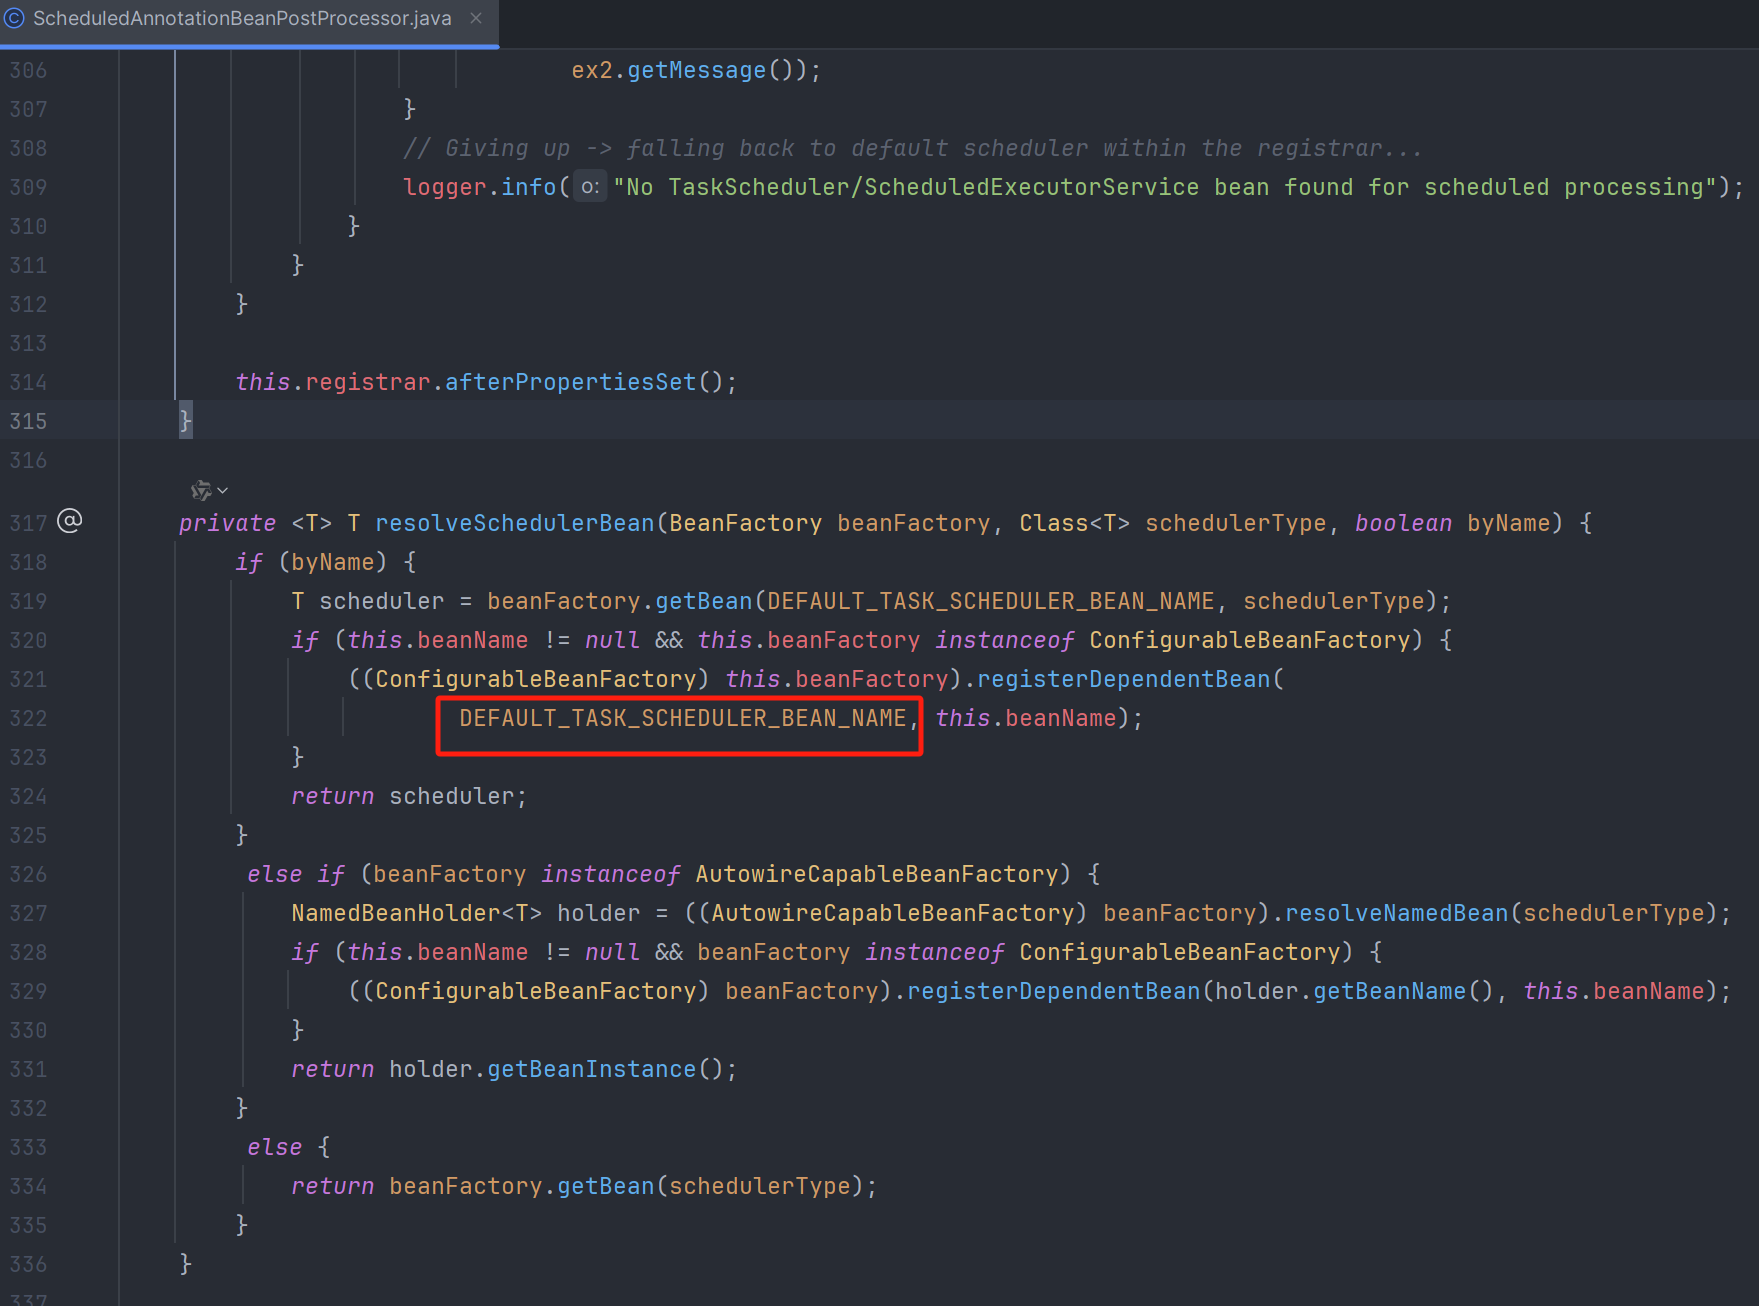 ScheduledAnnotationBeanPostProcessor.java
306 ex2.getMessage());
307 }
308 // Giving up -> falling back to default scheduler within the registrar...
309 logger.info( o: "No TaskScheduler/ScheduledExecutorService bean found for scheduled processing");
310 }
311 }
312 }
313
314 this.registrar.afterPropertiesSet();
315 }
316
317 @ private <T> T resolveSchedulerBean(BeanFactory beanFactory, Class<T> schedulerType, boolean byName) {
318 if (byName) {
319 T scheduler = beanFactory.getBean(DEFAULT_TASK_SCHEDULER_BEAN_NAME, schedulerType);
320 if (this.beanName != null && this.beanFactory instanceof ConfigurableBeanFactory) {
321 ((ConfigurableBeanFactory) this.beanFactory).registerDependentBean(
322 DEFAULT_TASK_SCHEDULER_BEAN_NAME, this.beanName);
323 }
324 return scheduler;
325 }
326 else if (beanFactory instanceof AutowireCapableBeanFactory) {
327 NamedBeanHolder<T> holder = ((AutowireCapableBeanFactory) beanFactory).resolveNamedBean(schedulerType);
328 if (this.beanName != null && beanFactory instanceof ConfigurableBeanFactory) {
329 ((ConfigurableBeanFactory) beanFactory).registerDependentBean(holder.getBeanName(), this.beanName);
330 }
331 return holder.getBeanInstance();
332 }
333 else {
334 return beanFactory.getBean(schedulerType);
335 }
336 }
337